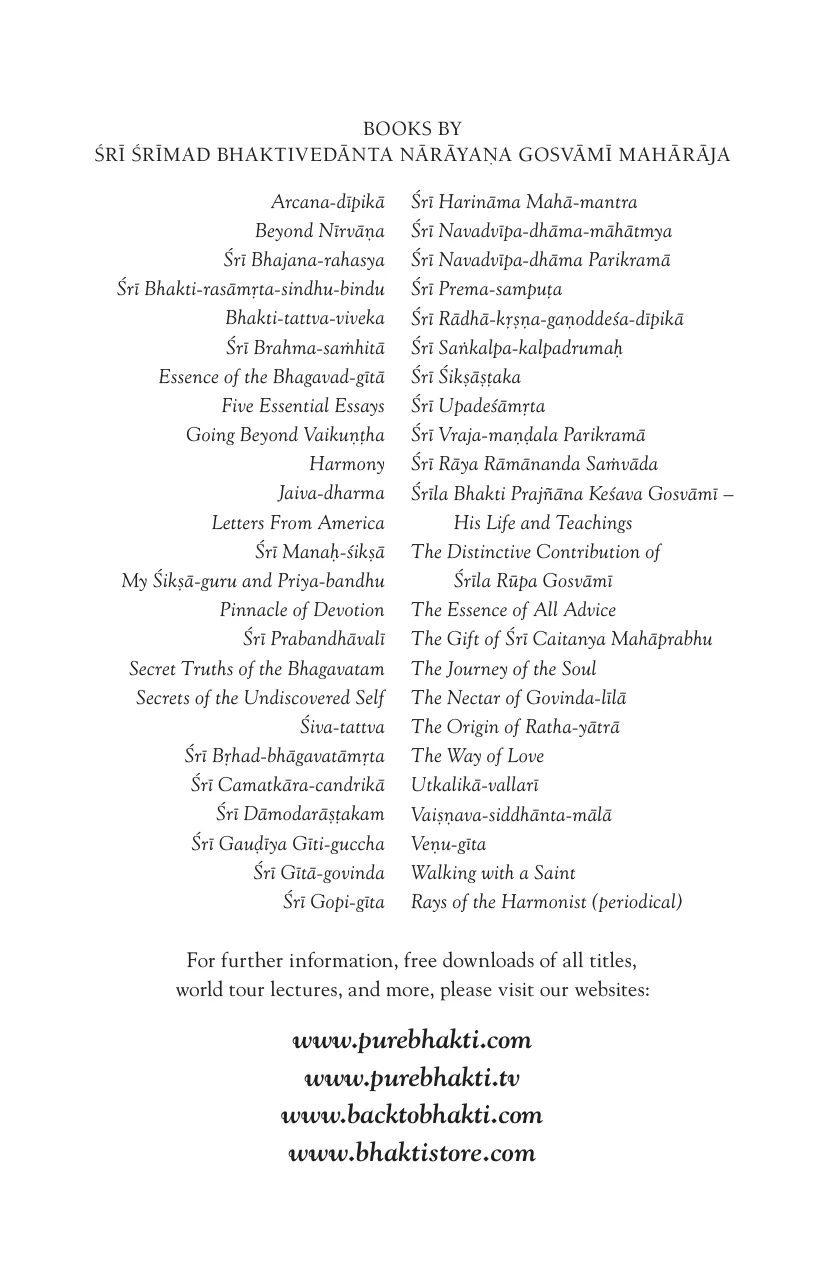 BOOKS BY
ŚRĪ ŚRĪMAD BHAKTIVEDĀNTA NĀRĀYAṆA GOSVĀMĪ MAHĀRĀJA
Arcana-dīpikā
Beyond Nīrvāṇa
Śrī Bhajana-rahasya
Śrī Bhakti-rasāmṛta-sindhu-bindu
Bhakti-tattva-viveka
Śrī Brahma-saṁhitā
Essence of the Bhagavad-gītā
Five Essential Essays
Going Beyond Vaikuṇṭha
Harmony
Jaiva-dharma
Letters From America
Śrī Manaḥ-śikṣā
My Śikṣā-guru and Priya-bandhu
Pinnacle of Devotion
Śrī Prabandhāvalī
Secret Truths of the Bhagavatam
Secrets of the Undiscovered Self
Śiva-tattva
Śrī Bṛhad-bhāgavatāmṛta
Śrī Camatkāra-candrikā
Śrī Dāmodarāṣṭakam
Śrī Gauḍīya Gīti-guccha
Śrī Gītā-govinda
Śrī Gopi-gīta
Śrī Harināma Mahā-mantra
Śrī Navadvīpa-dhāma-māhātmya
Śrī Navadvīpa-dhāma Parikramā
Śrī Prema-sampuṭa
Śrī Rādhā-kṛṣṇa-gaṇoddeśa-dīpikā
Śrī Saṅkalpa-kalpadrumaḥ
Śrī Śikṣāṣṭaka
Śrī Upadeśāmṛta
Śrī Vraja-maṇḍala Parikramā
Śrī Rāya Rāmānanda Saṁvāda
Śrīla Bhakti Prajñāna Keśava Gosvāmī –
His Life and Teachings
The Distinctive Contribution of
Śrīla Rūpa Gosvāmī
The Essence of All Advice
The Gift of Śrī Caitanya Mahāprabhu
The Journey of the Soul
The Nectar of Govinda-līlā
The Origin of Ratha-yātrā
The Way of Love
Utkalikā-vallarī
Vaiṣṇava-siddhānta-mālā
Veṇu-gīta
Walking with a Saint
Rays of the Harmonist (periodical)
For further information, free downloads of all titles,
world tour lectures, and more, please visit our websites:
www.purebhakti.com
www.purebhakti.tv
www.backtobhakti.com
www.bhaktistore.com